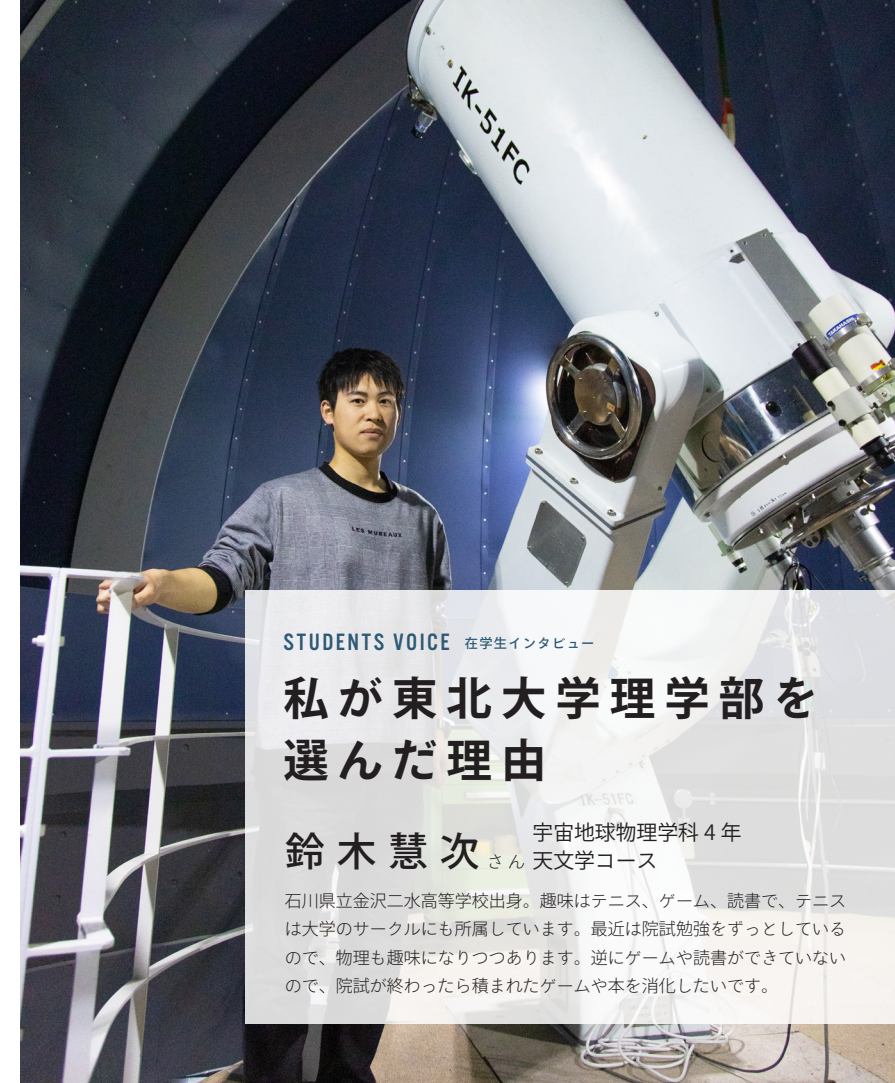 IK-51FC
TAKAHASHI
LES MUREAUX
STUDENTS VOICE 在学生インタビュー
私が東北大学理学部を
選んだ理由
IK-51FC
鈴木慧次さん
宇宙地球物理学科 4 年
天文学コース
石川県立金沢二水高等学校出身。趣味はテニス、ゲーム、読書で、テニス
は大学のサークルにも所属しています。最近は院試勉強をずっとしている
ので、物理も趣味になりつつあります。逆にゲームや読書ができていない
ので、院試が終わったら積まれたゲームや本を消化したいです。